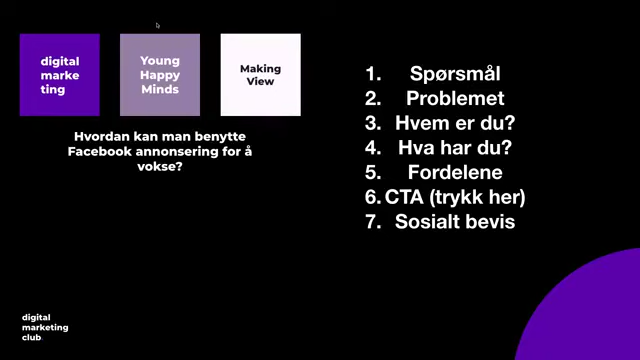 digital
marke
ting
Young
Happy
Minds
Making
View
Hvordan kan man benytte
Facebook annonsering for å
vokse?
1. Spørsmål
2. Problemet
3. Hvem er du?
4. Hva har du?
5. Fordelene
6. CTA (trykk her)
7. Sosialt bevis
digital
marketing
club